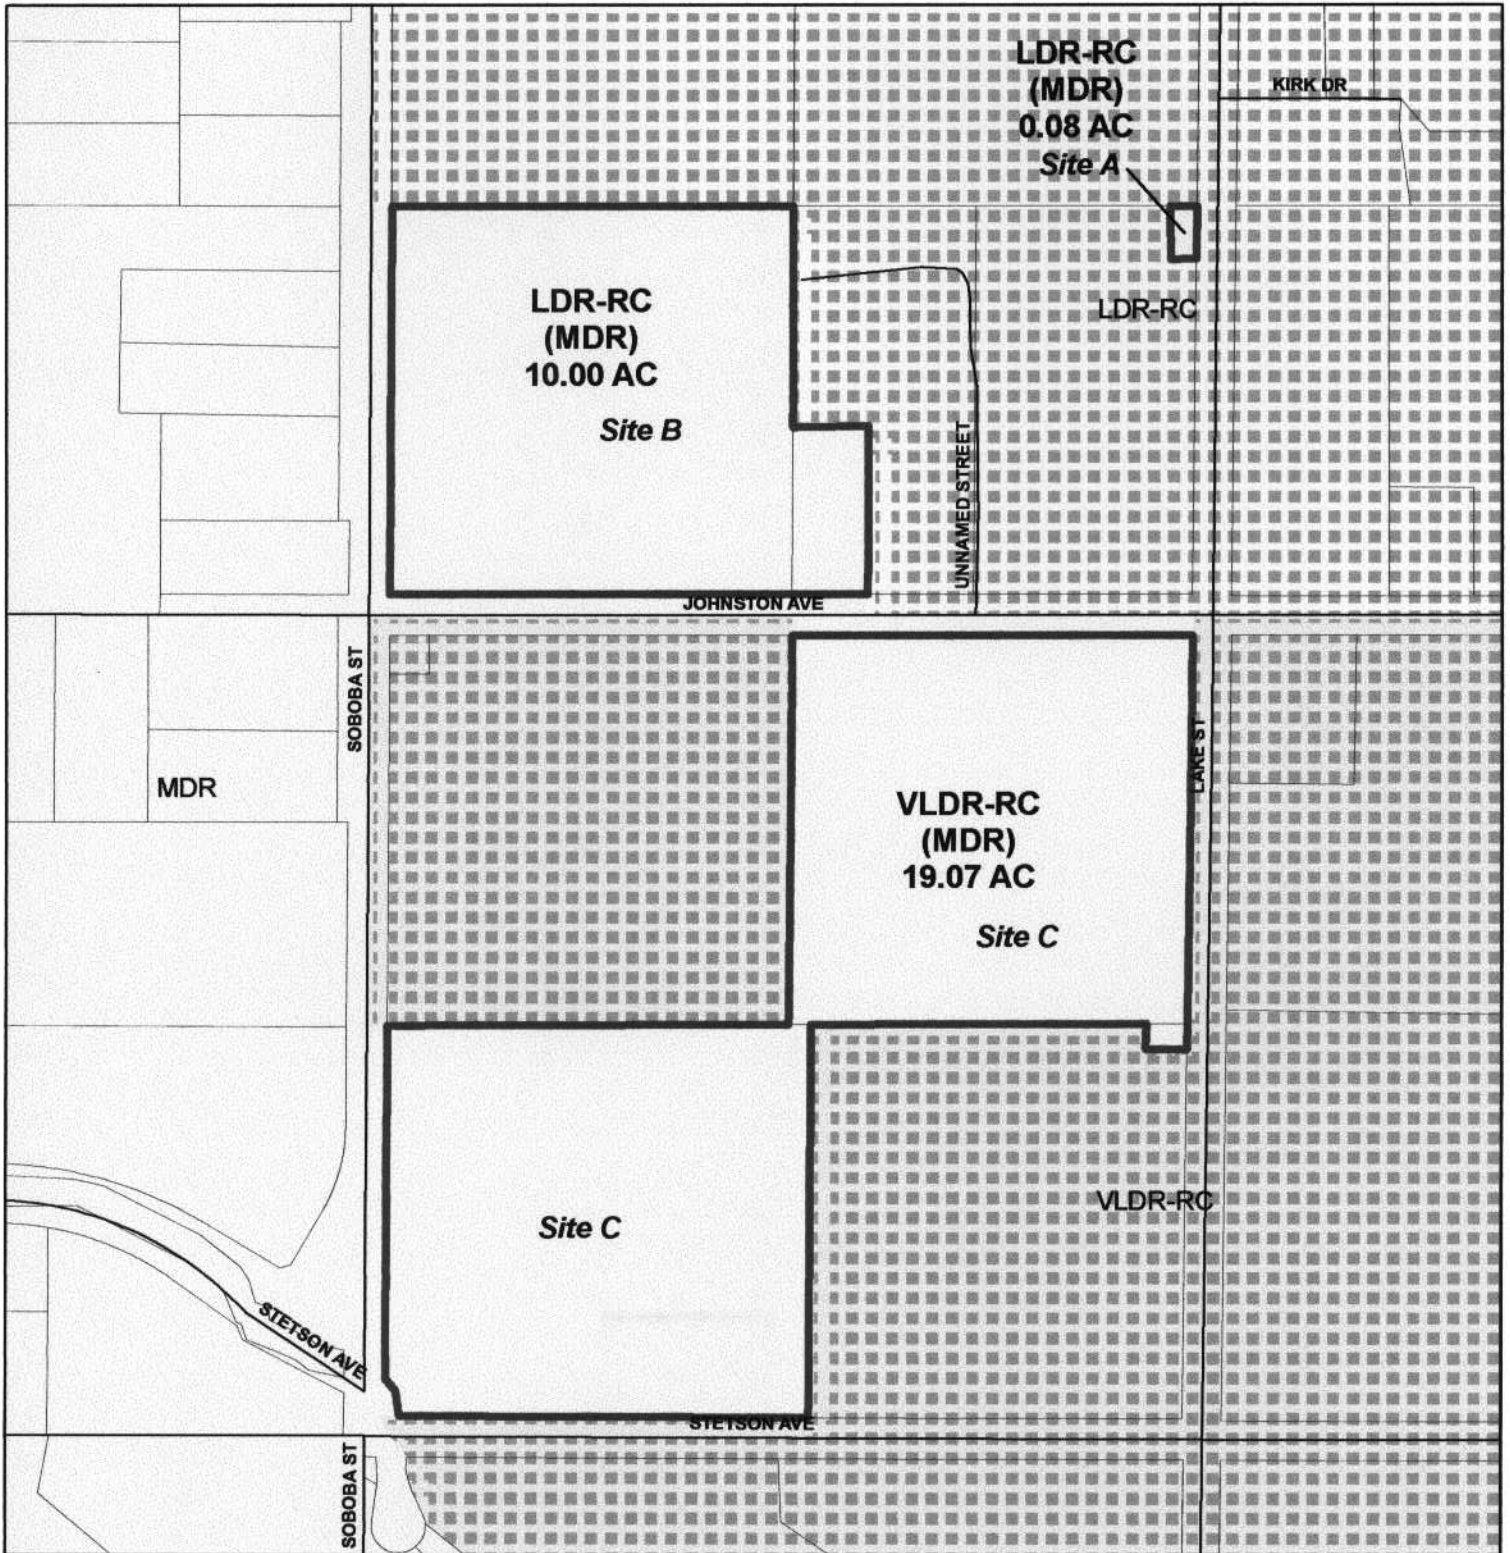 LDR-RC
(MDR)
0.08 AC
Site A
KIRK DR
LDR-RC
(MDR)
10.00 AC
Site B
LDR-RC
UNNAMED STREET
JOHNSTON AVE
SOBOBA ST
MDR
LAKE ST
VLDR-RC
(MDR)
19.07 AC
Site C
VLDR-RC
Site C
STETSON AVE
STETSON AVE
SOBOBA ST